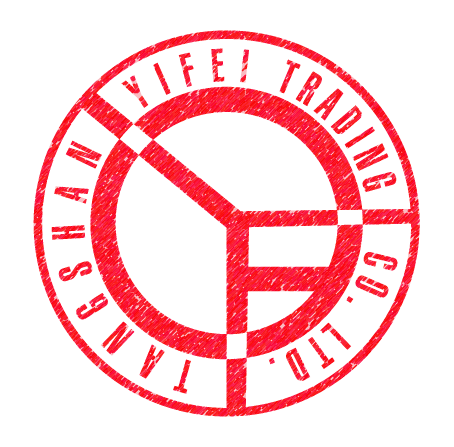 TANGSHAN
YIFEI TRADING
CO. LTD.